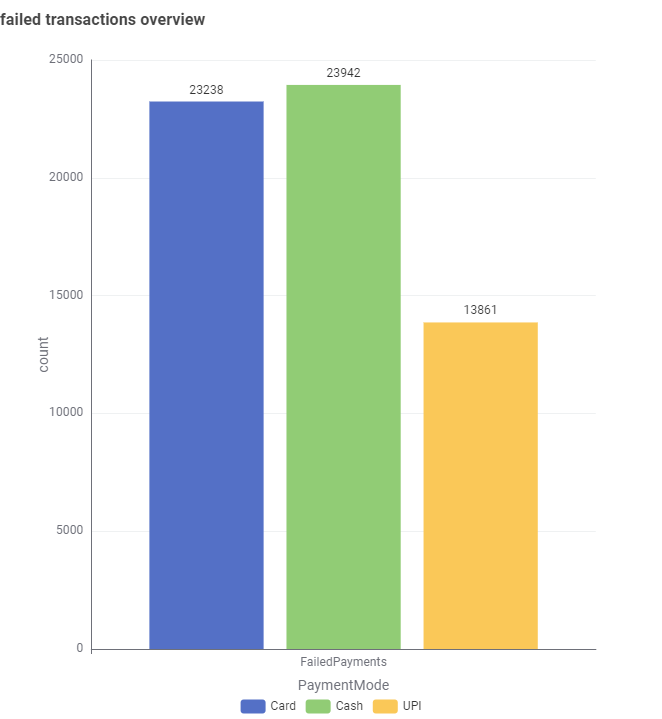 failed transactions overview
25000
23942
23238
20000
15000
13861
count
10000
5000
0
FailedPayments
PaymentMode
Card Cash UPI